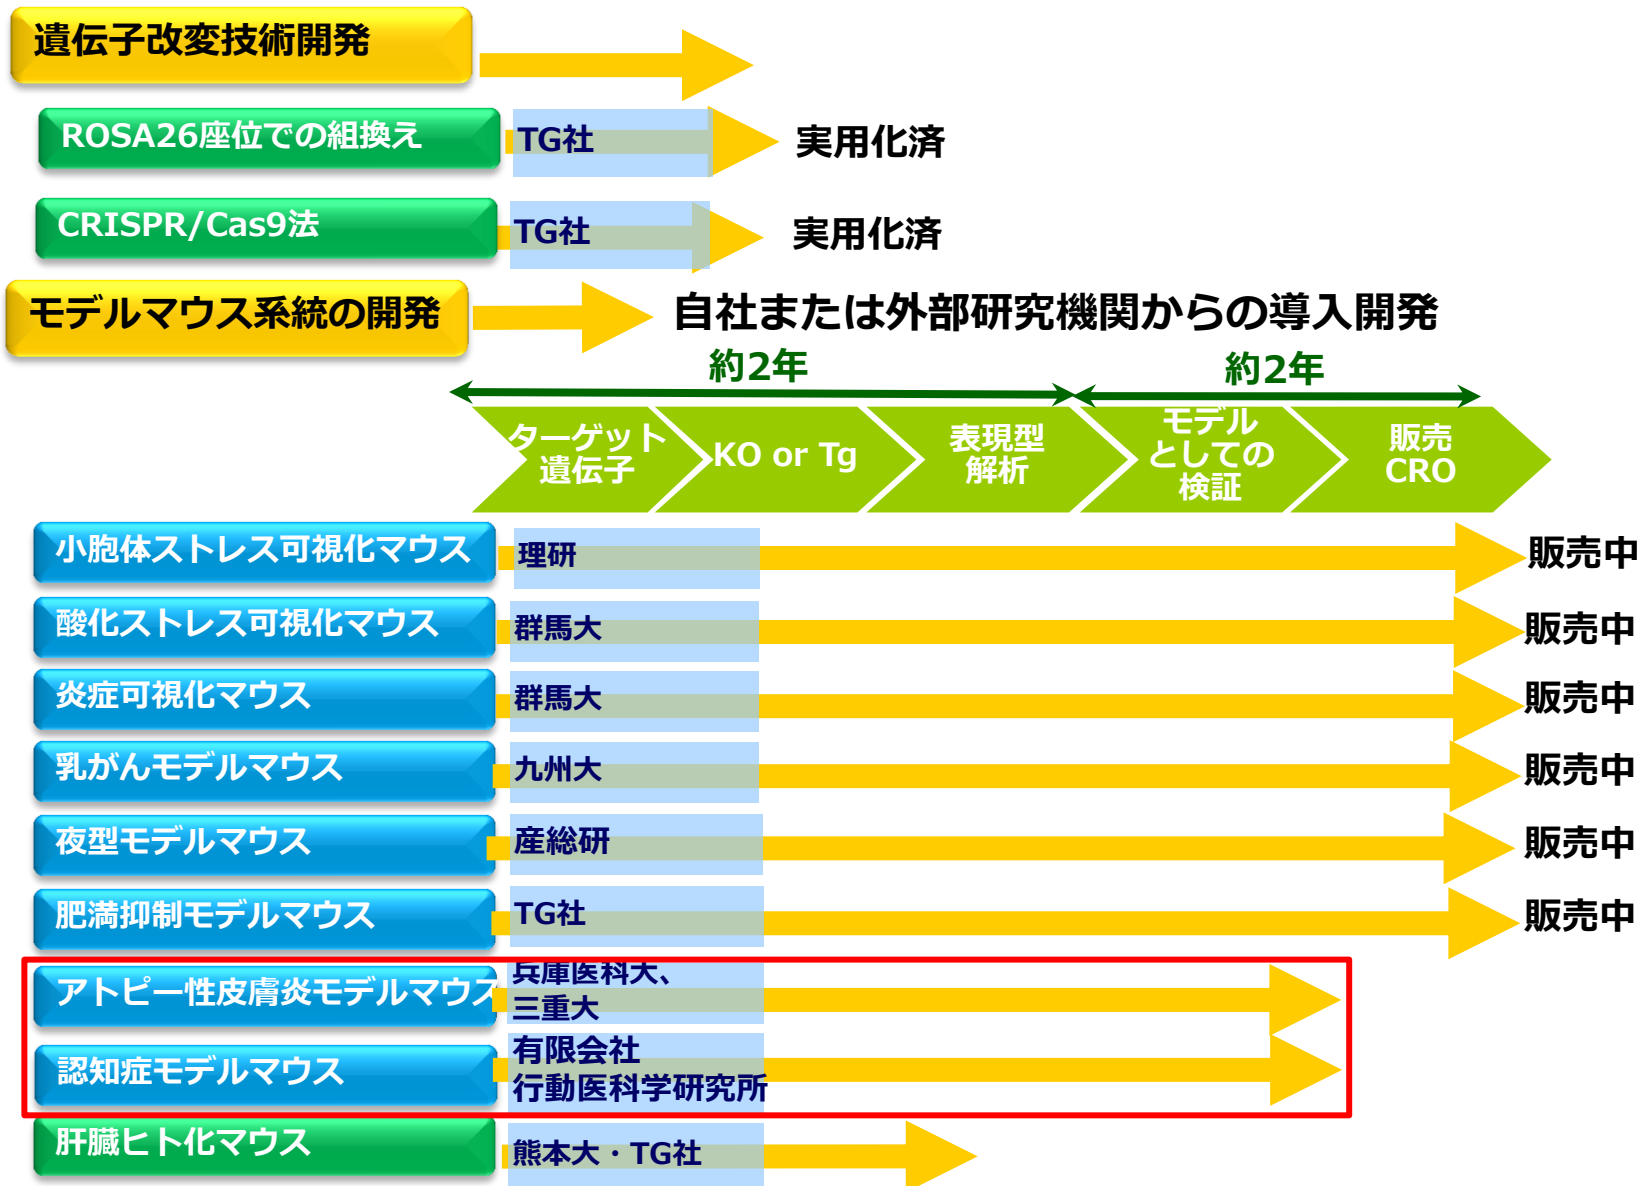 遺伝子改変技術開発
ROSA26座位での組換え
TG社
実用化済
CRISPR/Cas9法
TG社
実用化済
モデルマウス系統の開発
自社または外部研究機関からの導入開発
約2年
約2年
ターゲット
遺伝子
KO or Tg
表現型
解析
モデル
としての
検証
販売
CRO
小胞体ストレス可視化マウス
理研
販売中
酸化ストレス可視化マウス
群馬大
販売中
炎症可視化マウス
群馬大
販売中
乳がんモデルマウス
九州大
販売中
夜型モデルマウス
産総研
販売中
肥満抑制モデルマウス
TG社
販売中
アトピー性皮膚炎モデルマウス
兵庫医科大、
三重大
認知症モデルマウス
有限会社
行動医科学研究所
肝臓ヒト化マウス
熊本大・TG社